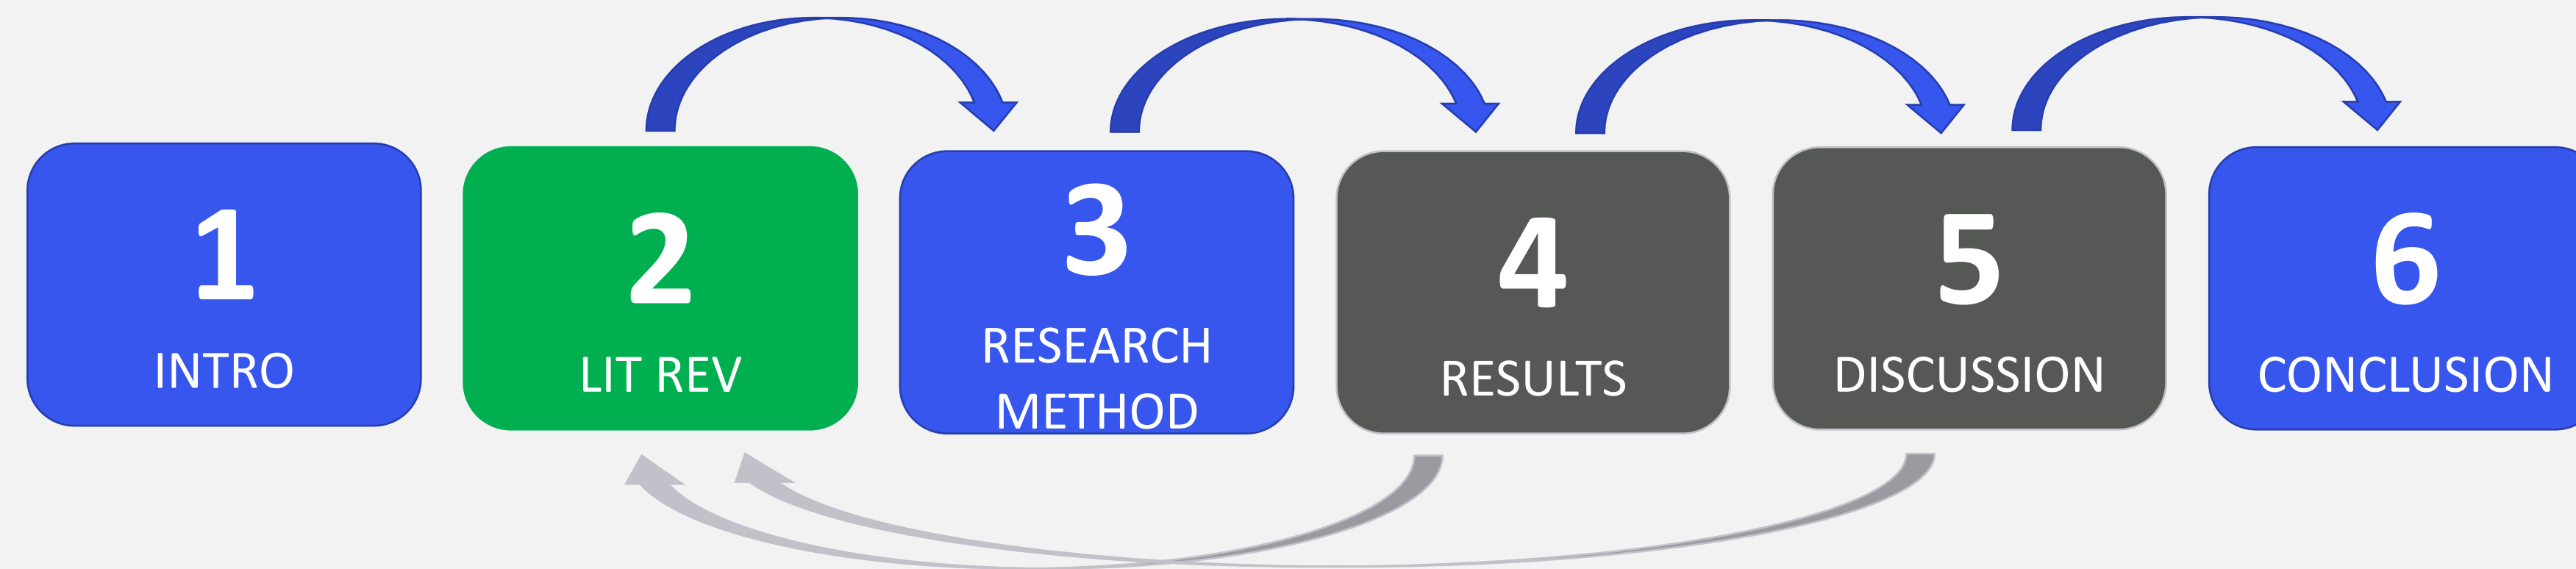 1
INTRO
2
LIT REV
3
RESEARCH
METHOD
4
RESULTS
5
DISCUSSION
6
CONCLUSION